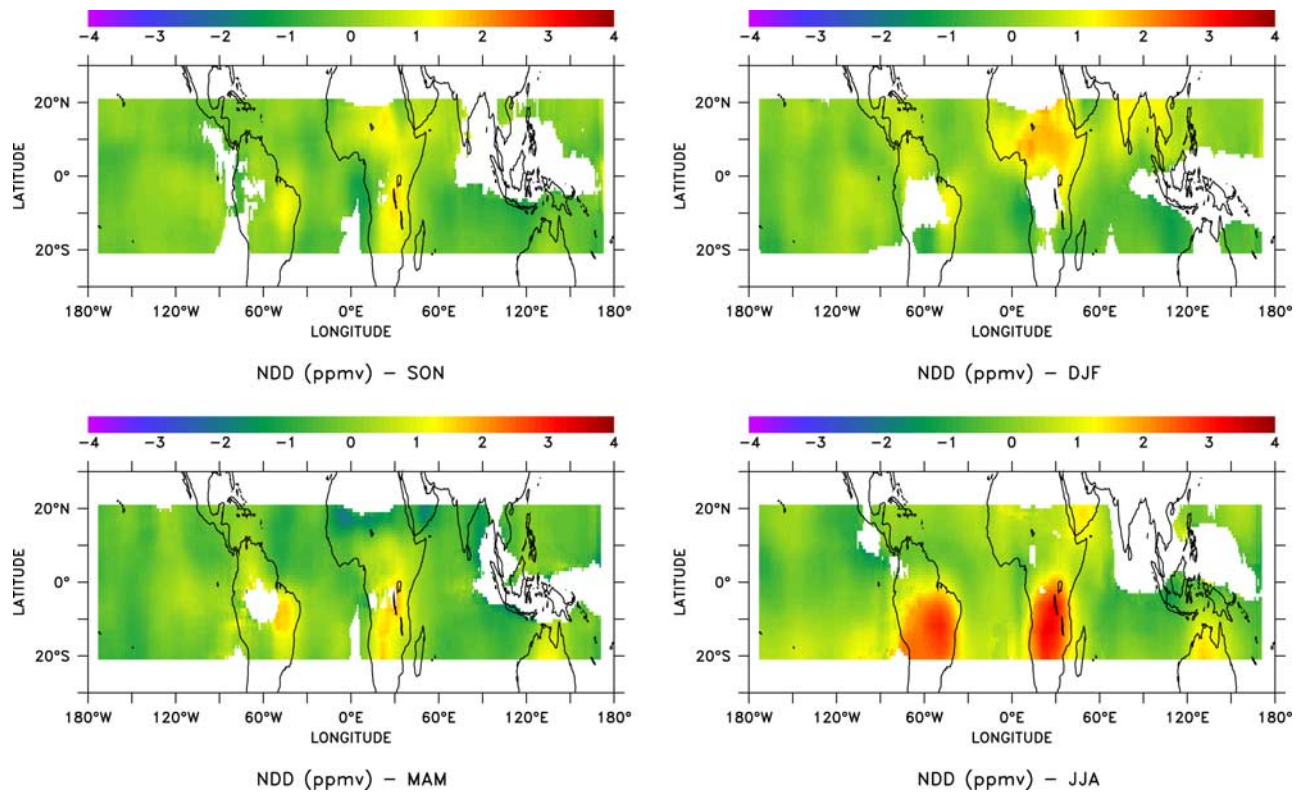 -4 -3 -2 -1 0 1 2 3 4
20°N
0°
20°S
LATITUDE
180°W 120°W 60°W 0°E 60°E 120°E 180°
LONGITUDE
NDD (ppmv) – SON
-4 -3 -2 -1 0 1 2 3 4
20°N
0°
20°S
LATITUDE
180°W 120°W 60°W 0°E 60°E 120°E 180°
LONGITUDE
NDD (ppmv) – DJF
-4 -3 -2 -1 0 1 2 3 4
20°N
0°
20°S
LATITUDE
180°W 120°W 60°W 0°E 60°E 120°E 180°
LONGITUDE
NDD (ppmv) – MAM
-4 -3 -2 -1 0 1 2 3 4
20°N
0°
20°S
LATITUDE
180°W 120°W 60°W 0°E 60°E 120°E 180°
LONGITUDE
NDD (ppmv) – JJA